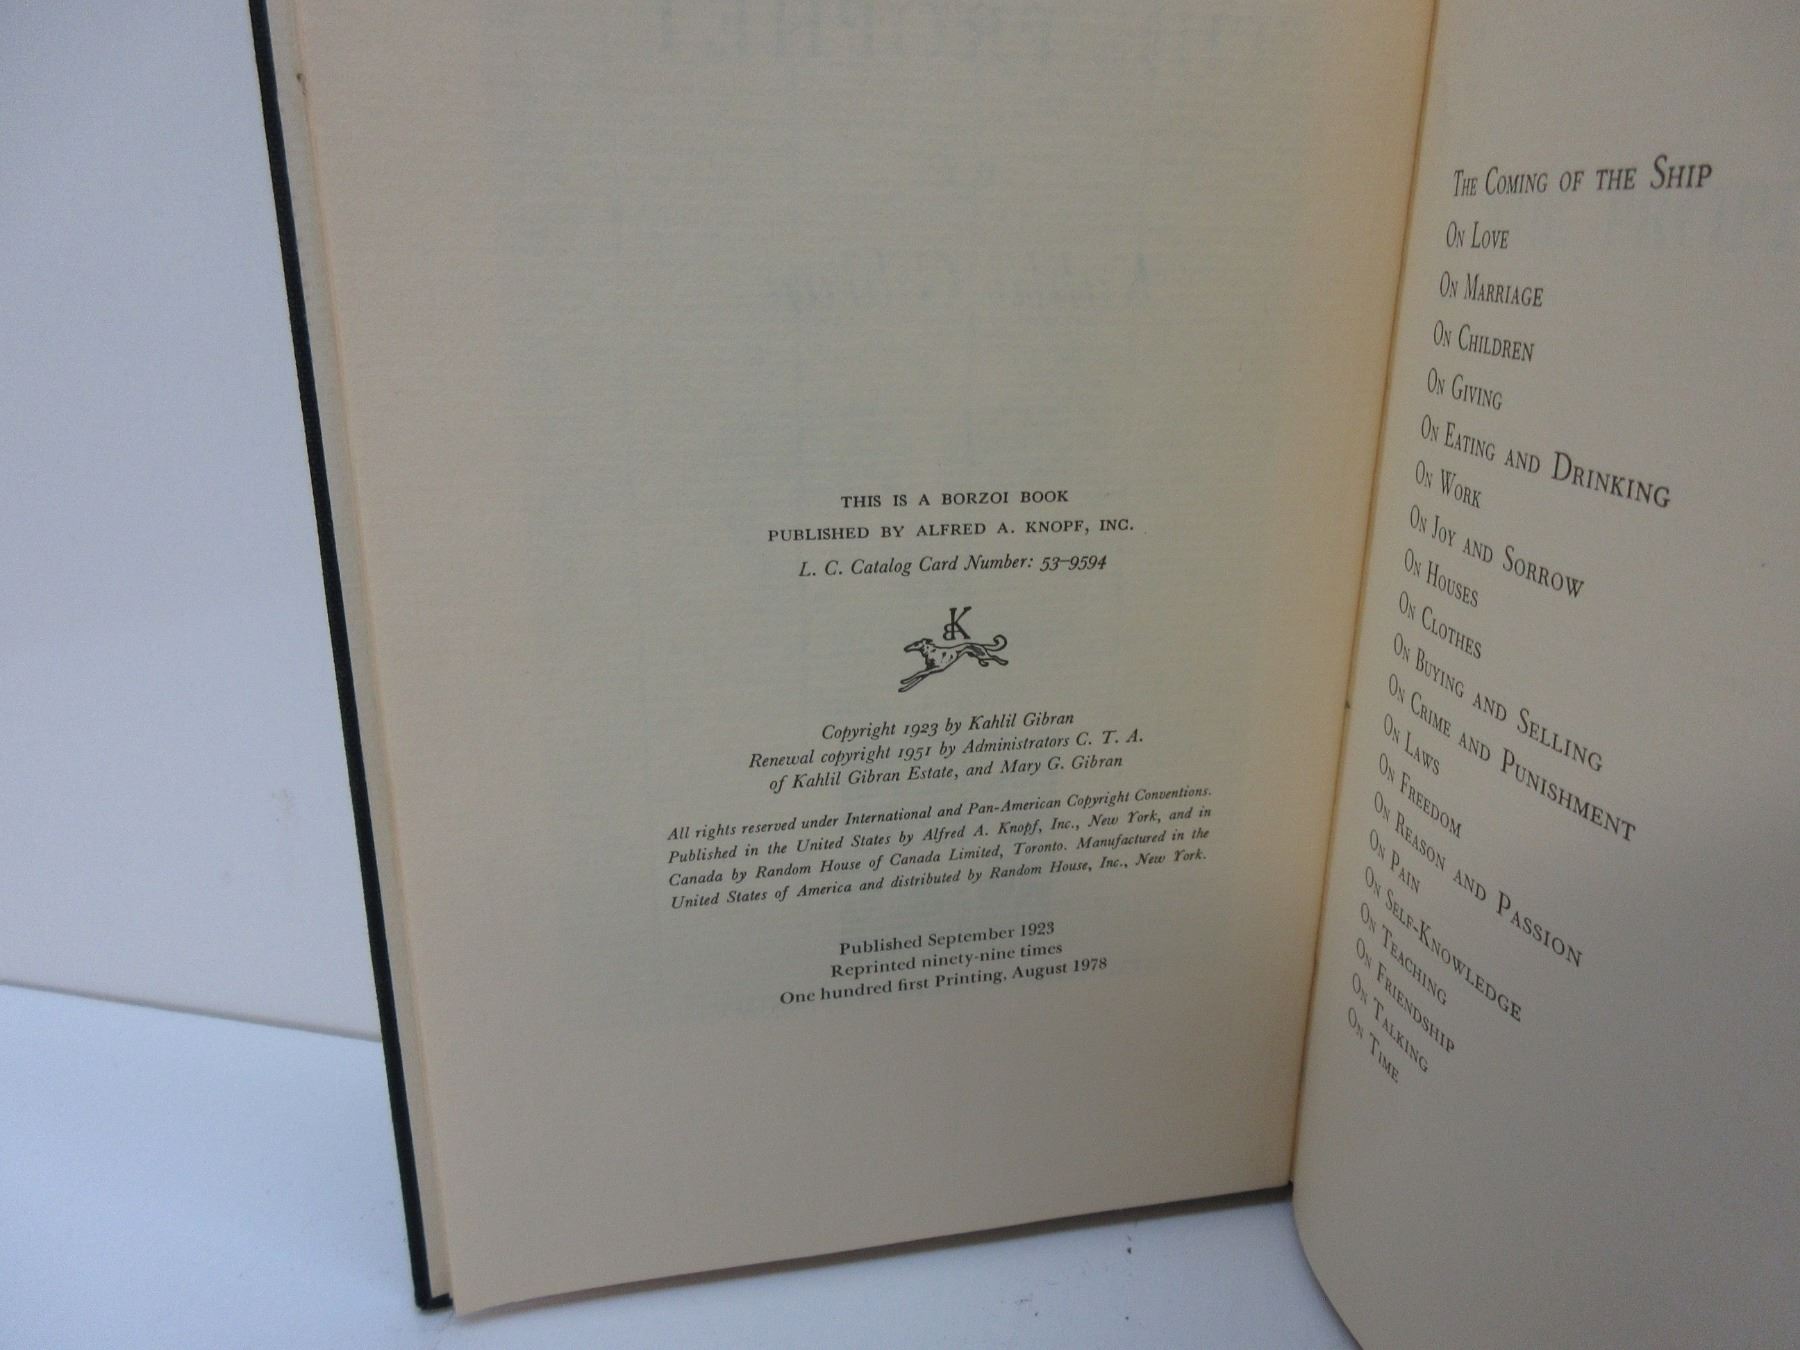 THIS IS A BORZOI BOOK
PUBLISHED BY ALFRED A. KNOPF, INC.
L. C. Catalog Card Number: 53-9594
Copyright 1923 by Kahlil Gibran
Renewal copyright 1951 by Administrators C. T. A.
of Kahlil Gibran Estate, and Mary G. Gibran
All rights reserved under International and Pan-American Copyright Conventions.
Published in the United States by Alfred A. Knopf, Inc., New York, and in
Canada by Random House of Canada Limited, Toronto. Manufactured in the
United States of America and distributed by Random House, Inc., New York.
Published September 1923
Reprinted ninety-nine times
One hundred first Printing, August 1978
THE COMING OF THE SHIP
ON LOVE
ON MARRIAGE
ON CHILDREN
ON GIVING
ON EATING AND DRINKING
ON WORK
ON JOY AND SORROW
ON HOUSES
ON CLOTHES
ON BUYING AND SELLING
ON CRIME AND PUNISHMENT
ON LAWS
ON FREEDOM
ON REASON AND PASSION
ON PAIN
ON SELF-KNOWLEDGE
ON TEACHING
ON FRIENDSHIP
ON TALKING
ON TIME